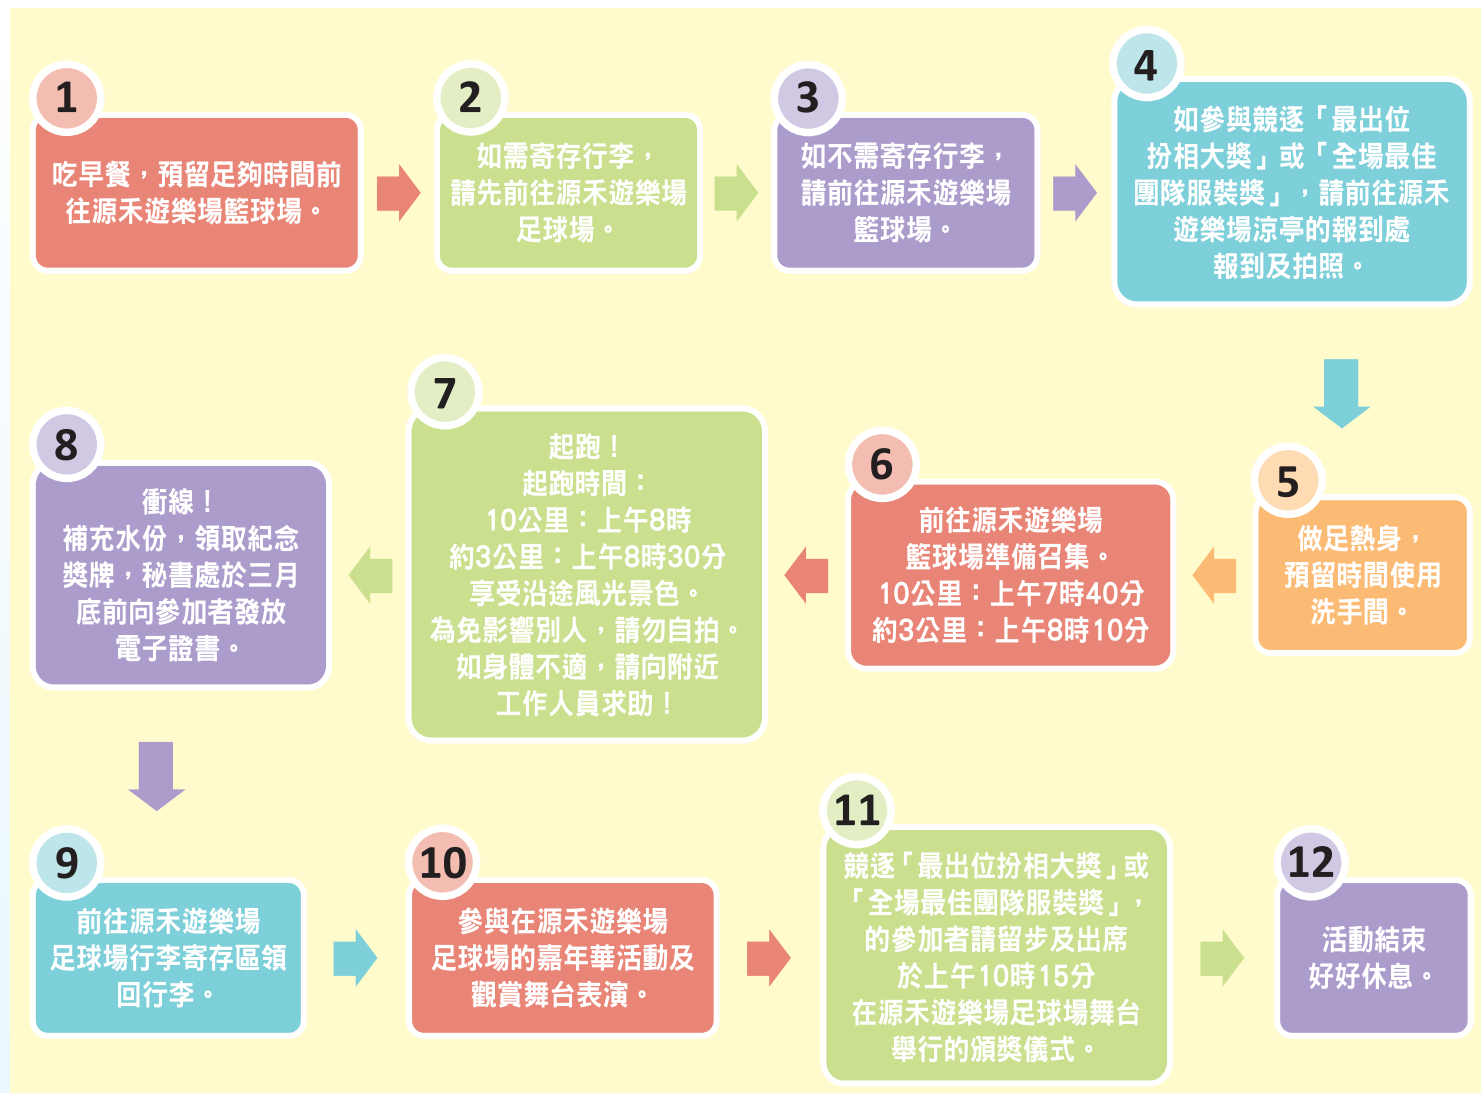 1
吃早餐，預留足夠時間前
往源禾遊樂場籃球場。
2
如需寄存行李，
請先前往源禾遊樂場
足球場。
3
如不需寄存行李，
請前往源禾遊樂場
籃球場。
4
如參與競逐「最出位
扮相大獎」或「全場最佳
團隊服裝獎」，請前往源禾
遊樂場涼亭的報到處
報到及拍照。
5
做足熱身，
預留時間使用
洗手間。
6
前往源禾遊樂場
籃球場準備召集。
10公里：上午7時40分
約3公里：上午8時10分
7
起跑！
起跑時間：
10公里：上午8時
約3公里：上午8時30分
享受沿途風光景色。
為免影響別人，請勿自拍。
如身體不適，請向附近
工作人員求助！
8
衝線！
補充水份，領取紀念
獎牌，秘書處於三月
底前向參加者發放
電子證書。
9
前往源禾遊樂場
足球場行李寄存區領
回行李。
10
參與在源禾遊樂場
足球場的嘉年華活動及
觀賞舞台表演。
11
競逐「最出位扮相大獎」或
「全場最佳團隊服裝獎」，
的參加者請留步及出席
於上午10時15分
在源禾遊樂場足球場舞台
舉行的頒獎儀式。
12
活動結束
好好休息。